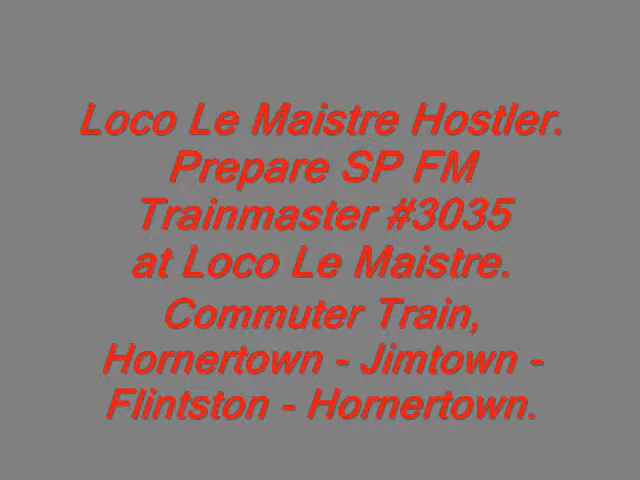 Loco Le Maistre Hostler.
Prepare SP FM
Trainmaster #3035
at Loco Le Maistre.
Commuter Train,
Hornertown - Jimtown -
Flintston - Hornertown.